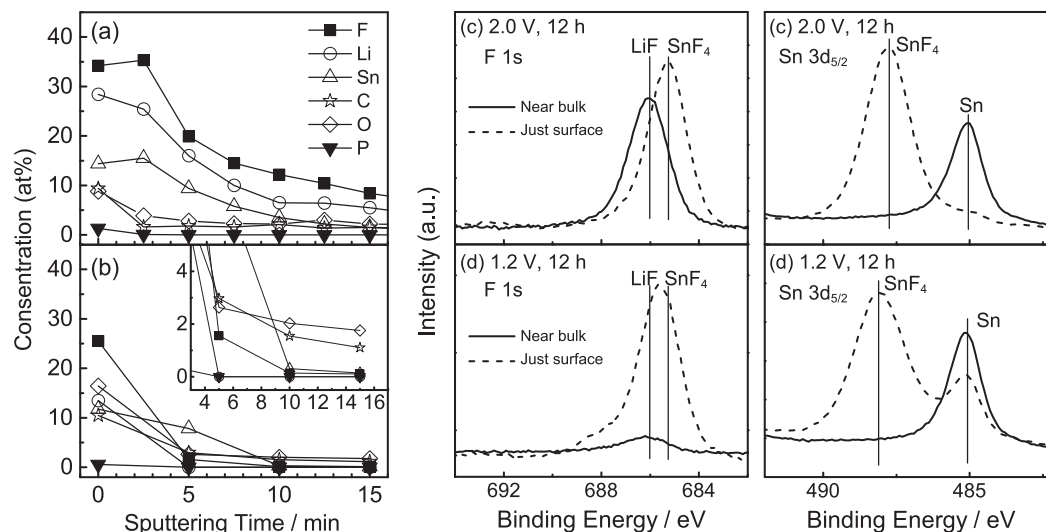 (a)
F
Li
Sn
C
O
P
40
30
20
10
0
(b)
4
2
0
4 6 8 10 12 14 16
40
30
20
10
0
0 5 10 15
Sputtering Time / min
Consentration (at%)
(c) 2.0 V, 12 h
F 1s
LiF SnF₄
Near bulk
Just surface
(d) 1.2 V, 12 h
F 1s
LiF SnF₄
Near bulk
Just surface
692 688 684
Binding Energy / eV
Intensity (a.u.)
(c) 2.0 V, 12 h
Sn 3d₅/₂
SnF₄
Sn
(d) 1.2 V, 12 h
Sn 3d₅/₂
SnF₄
Sn
490 485
Binding Energy / eV